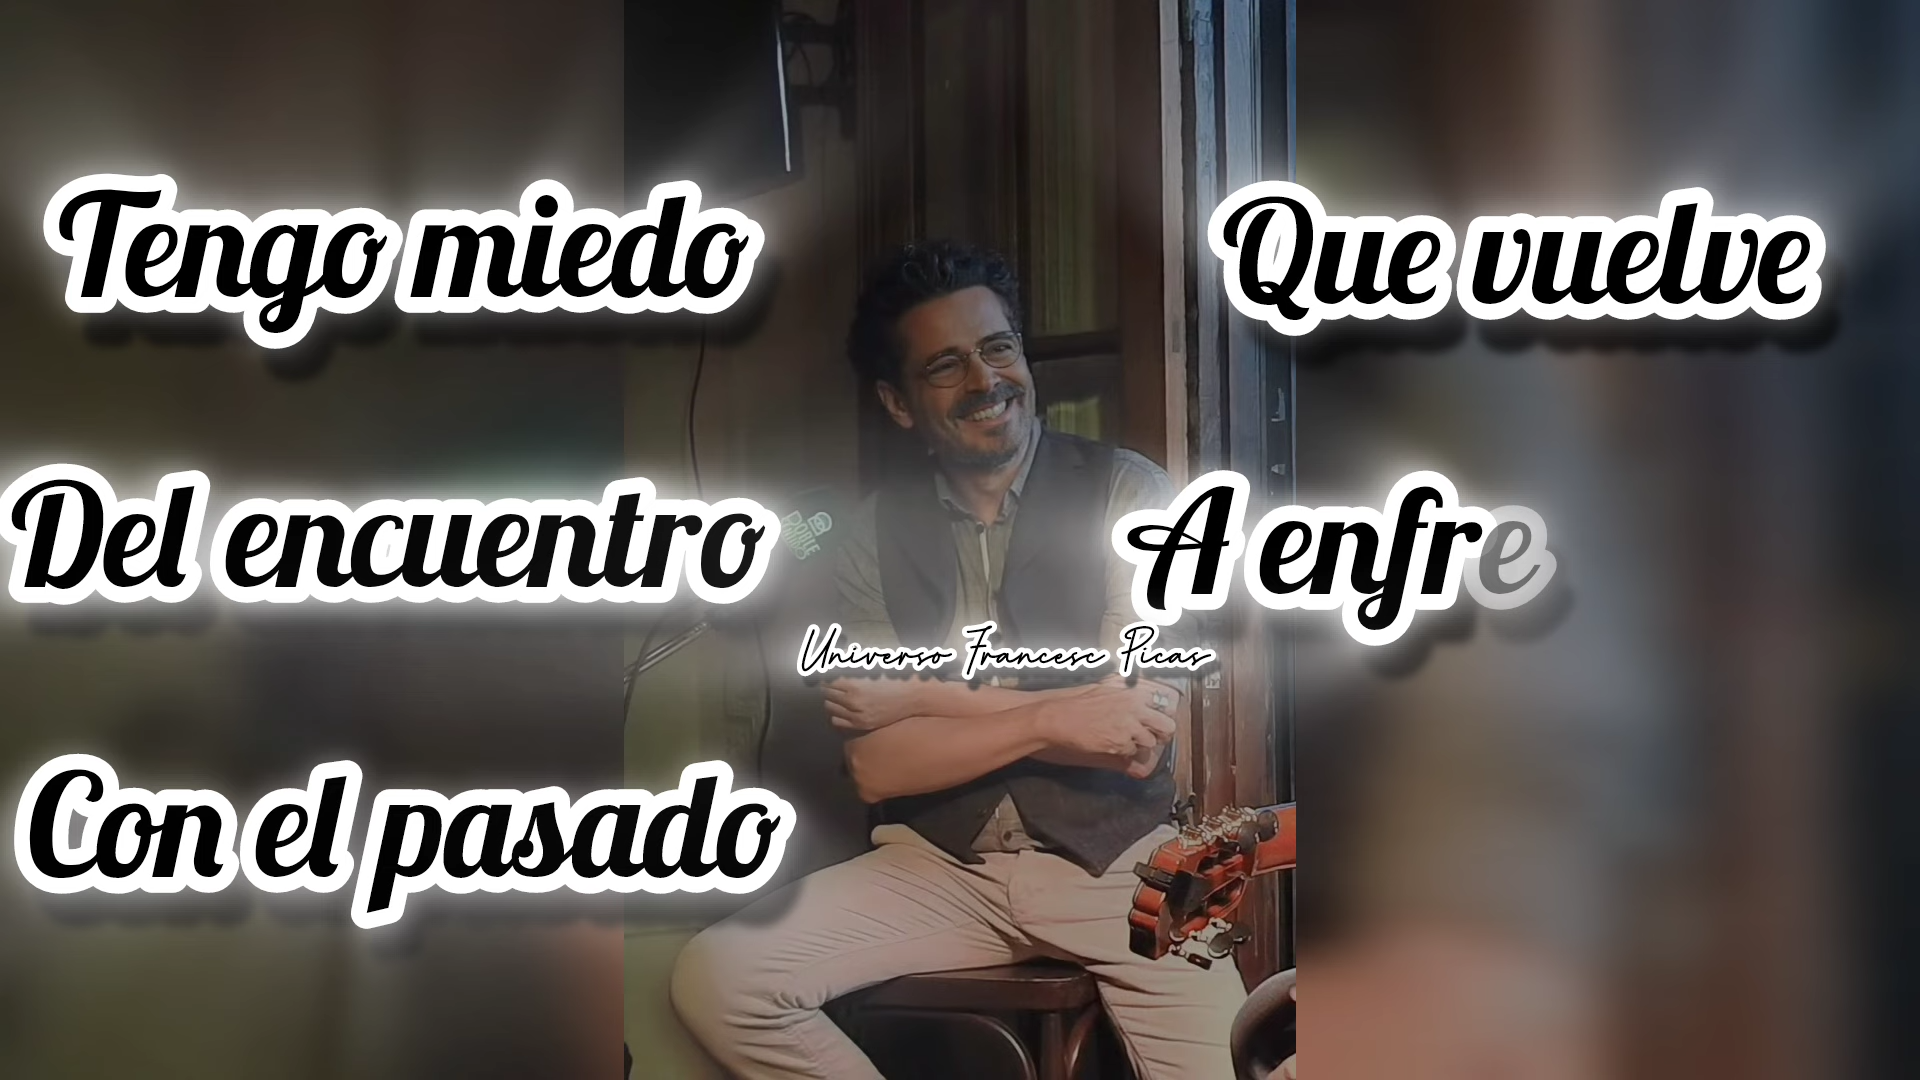 Tengo miedo
Del encuentro
Con el pasado
Que vuelve
A enfre
Universo Francesc Picas